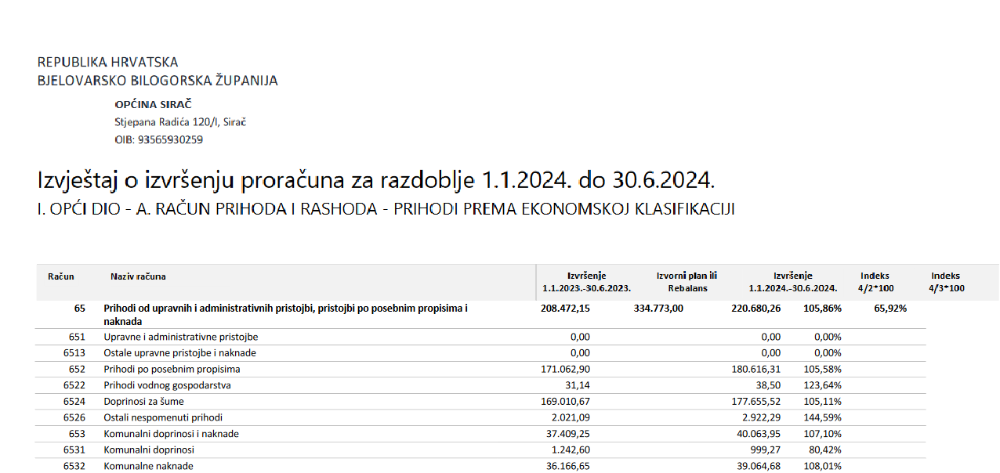 REPUBLIKA HRVATSKA
BJELOVARSKO BILOGORSKA ŽUPANIJA
OPĆINA SIRAČ
Stjepana Radića 120/I, Sirač
OIB: 93565930259
Izvještaj o izvršenju proračuna za razdoblje 1.1.2024. do 30.6.2024.
I. OPĆI DIO - A. RAČUN PRIHODA I RASHODA - PRIHODI PREMA EKONOMSKOJ KLASIFIKACIJI
Račun Naziv računa Izvršenje Izvorni plan ili Izvršenje Indeks Indeks
1.1.2023.-30.6.2023. Rebalans 1.1.2024.-30.6.2024. 4/2*100 4/3*100
65 Prihodi od upravnih i administrativnih pristojbi, pristojbi po posebnim propisima i 208.472,15 334.773,00 220.680,26 105,86% 65,92%
naknada
651 Upravne i administrativne pristojbe 0,00 0,00 0,00%
6513 Ostale upravne pristojbe i naknade 0,00 0,00 0,00%
652 Prihodi po posebnim propisima 171.062,90 180.616,31 105,58%
6522 Prihodi vodnog gospodarstva 31,14 38,50 123,64%
6524 Doprinosi za šume 169.010,67 177.655,52 105,11%
6526 Ostali nespomenuti prihodi 2.021,09 2.922,29 144,59%
653 Komunalni doprinosi i naknade 37.409,25 40.063,95 107,10%
6531 Komunalni doprinosi 1.242,60 999,27 80,42%
6532 Komunalne naknade 36.166,65 39.064,68 108,01%